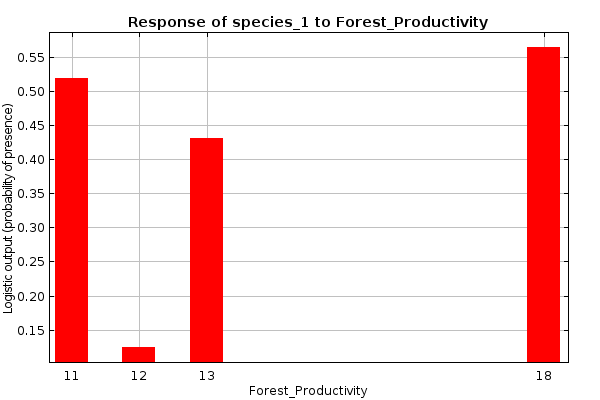 Response of species_1 to Forest_Productivity
Logistic output (probability of presence)
0.55
0.50
0.45
0.40
0.35
0.30
0.25
0.20
0.15
11 12 13 18
Forest_Productivity